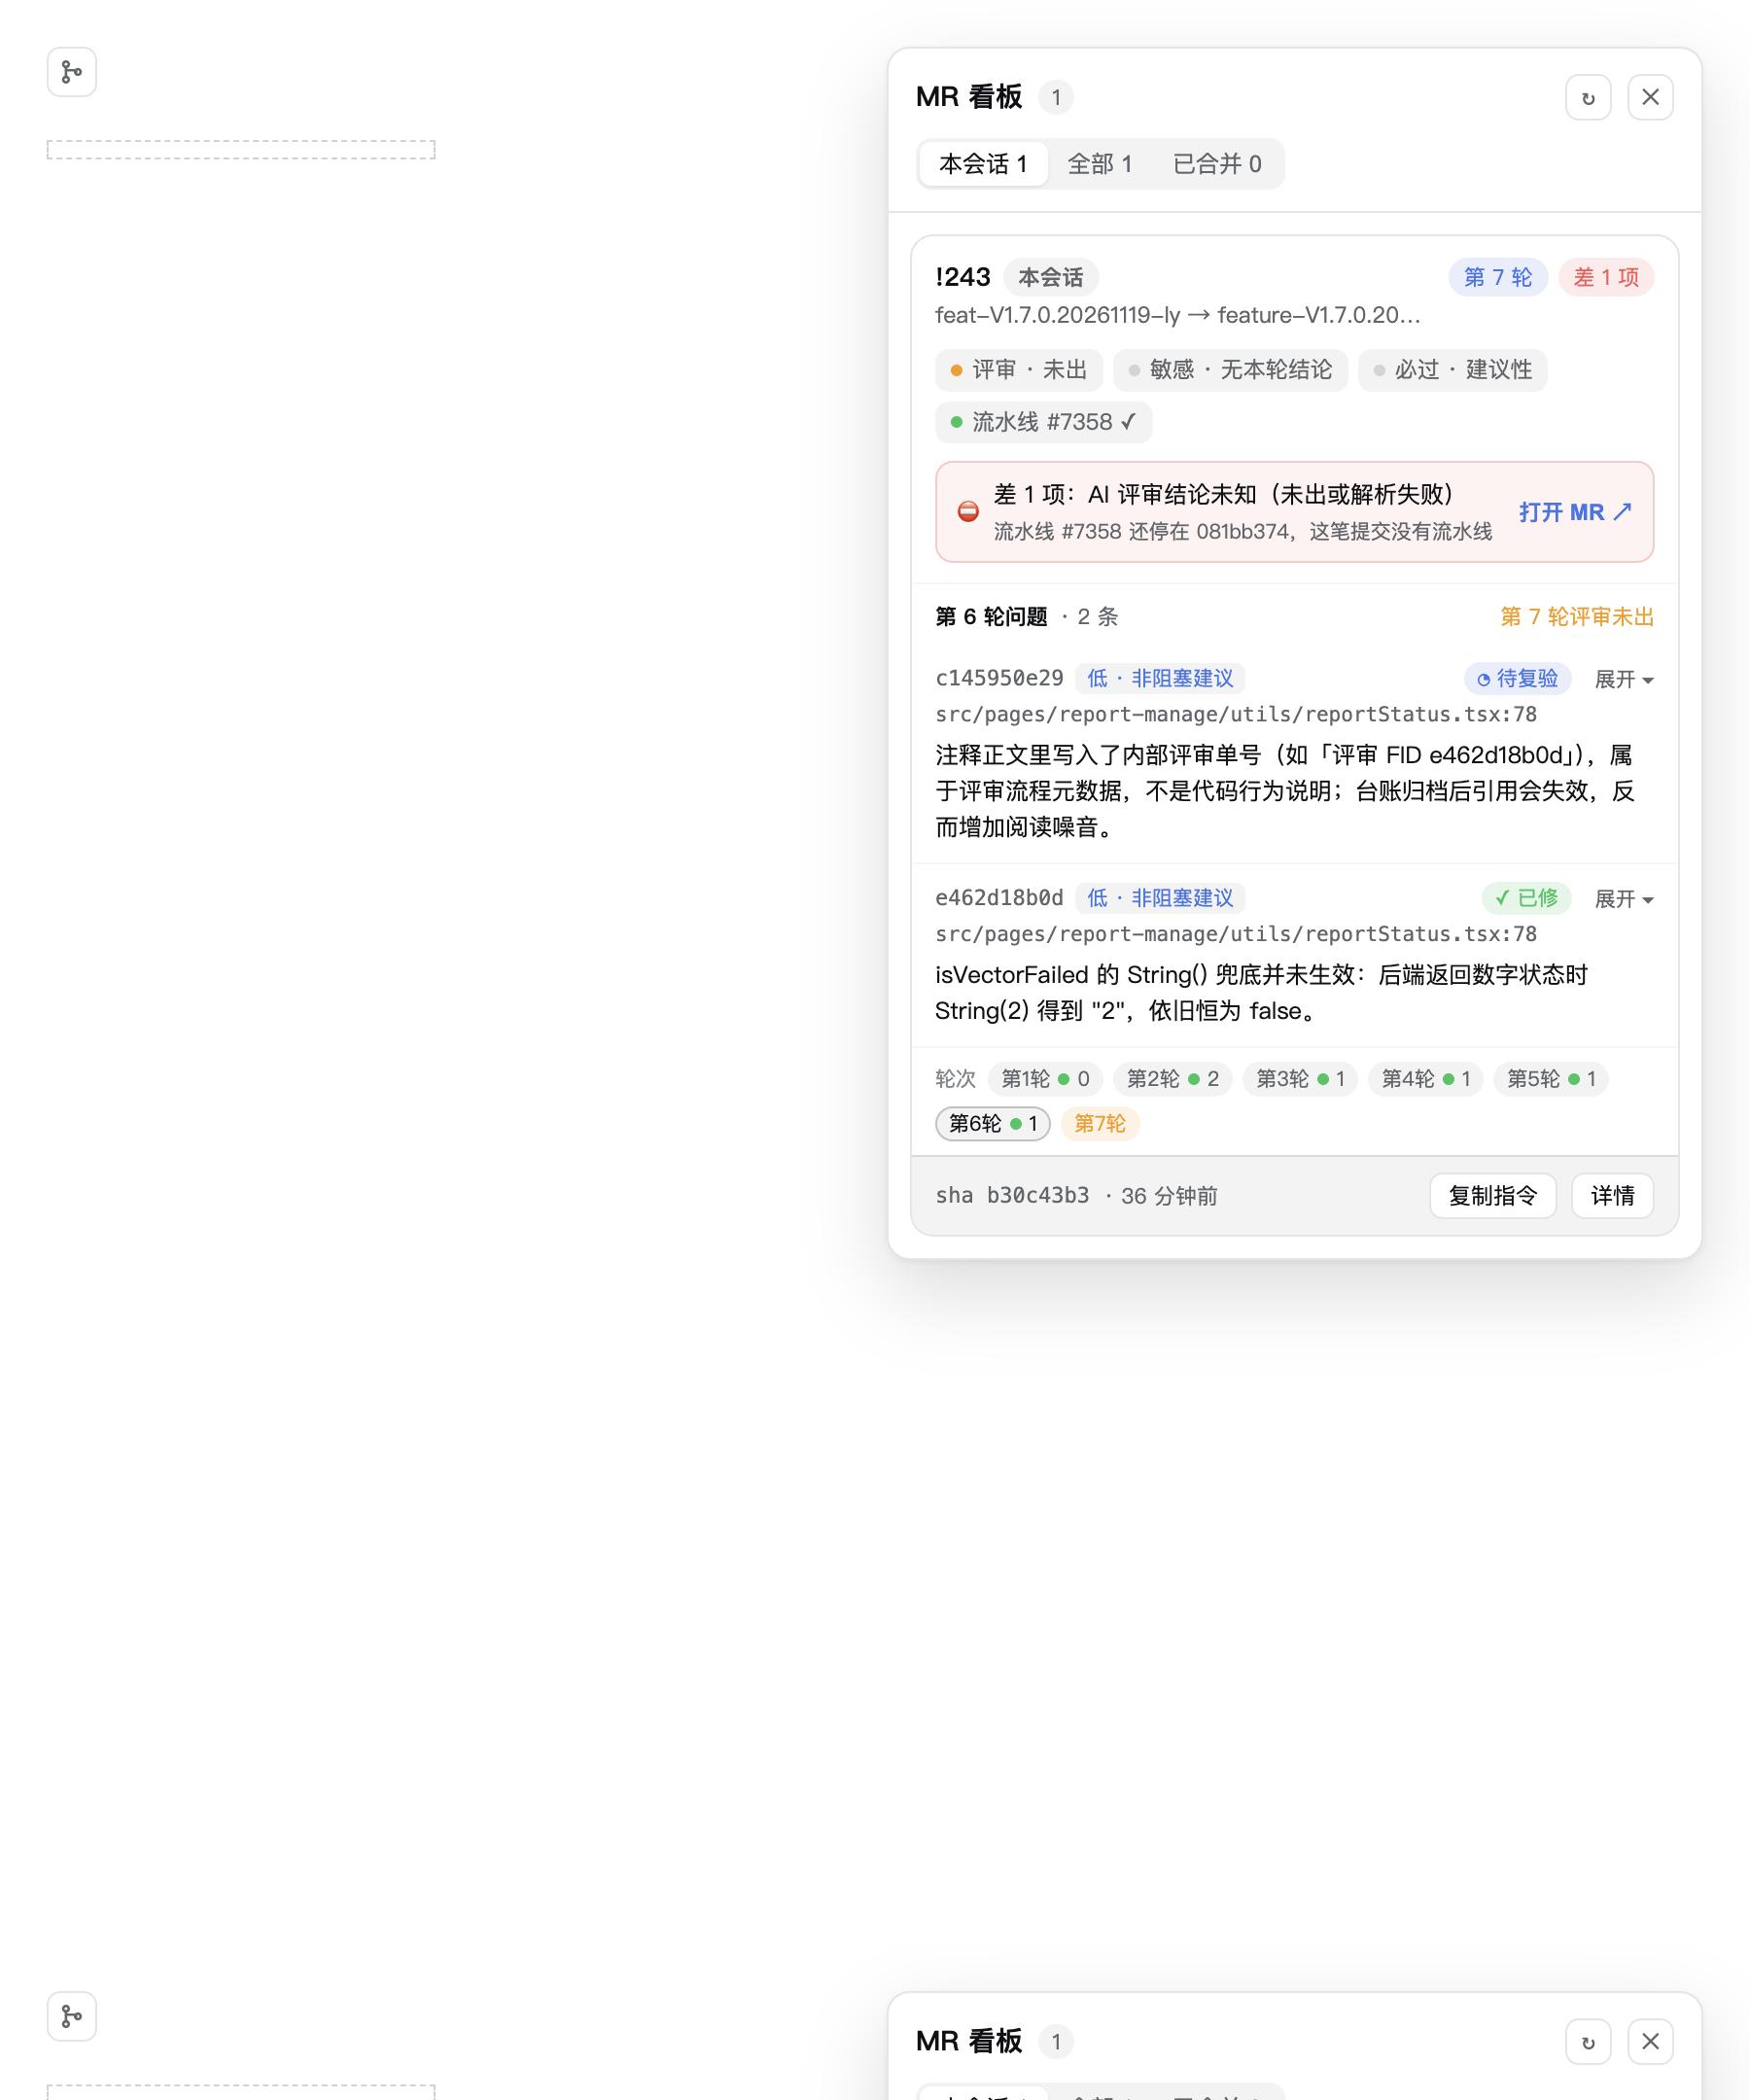 MR 看板 1 ↻ ✕
本会话 1 全部 1 已合并 0
!243 本会话 第 7 轮 差 1 项
feat-V1.7.0.20261119-ly → feature-V1.7.0.20...
评审 · 未出 敏感 · 无本轮结论 必过 · 建议性
流水线 #7358 ✓
差 1 项：AI 评审结论未知（未出或解析失败）
打开 MR ↗
流水线 #7358 还停在 081bb374，这笔提交没有流水线
第 6 轮问题 · 2 条 第 7 轮评审未出
c145950e29 低 · 非阻塞建议 待复验 展开
src/pages/report-manage/utils/reportStatus.tsx:78
注释正文里写入了内部评审单号（如「评审 FID e462d18b0d」），属
于评审流程元数据，不是代码行为说明；台账归档后引用会失效，反
而增加阅读噪音。
e462d18b0d 低 · 非阻塞建议 ✓ 已修 展开
src/pages/report-manage/utils/reportStatus.tsx:78
isVectorFailed 的 String() 兜底并未生效：后端返回数字状态时
String(2) 得到 "2"，依旧恒为 false。
轮次 第1轮 0 第2轮 2 第3轮 1 第4轮 1 第5轮 1
第6轮 1 第7轮
sha b30c43b3 · 36 分钟前 复制指令 详情
MR 看板 1 ↻ ✕